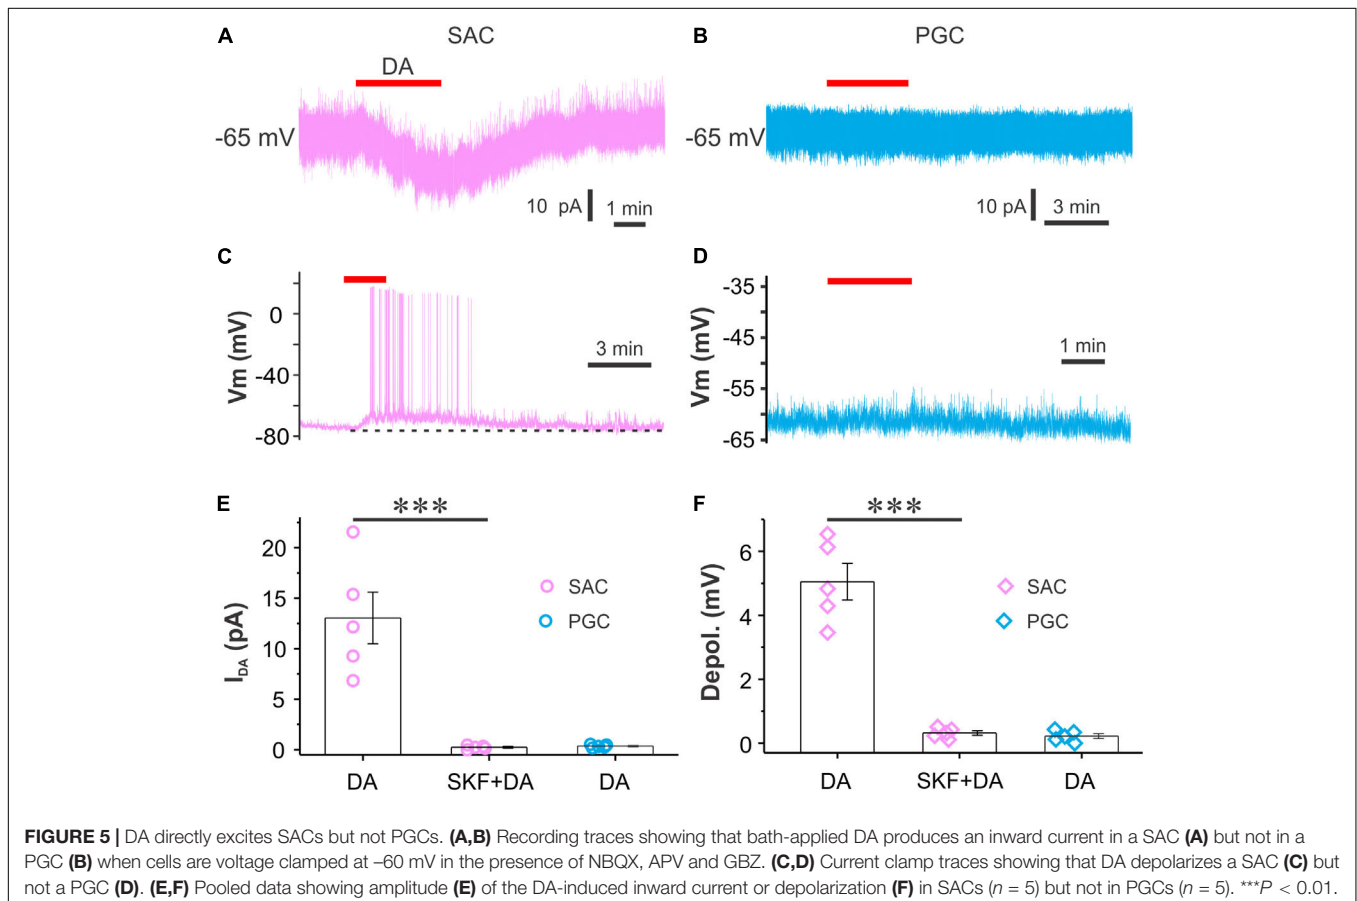 A SAC B PGC
DA
-65 mV -65 mV
10 pA 1 min 10 pA 3 min
C D
Vm (mV) 0 -40 -80 3 min
Vm (mV) -35 -45 -55 -65 1 min
E *** F ***
I_DA (pA) 20 15 10 5 0
SAC
PGC
DA SKF+DA DA
Depol. (mV) 6 4 2 0
SAC
PGC
DA SKF+DA DA
FIGURE 5 | DA directly excites SACs but not PGCs. (A,B) Recording traces showing that bath-applied DA produces an inward current in a SAC (A) but not in a
PGC (B) when cells are voltage clamped at –60 mV in the presence of NBQX, APV and GBZ. (C,D) Current clamp traces showing that DA depolarizes a SAC (C) but
not a PGC (D). (E,F) Pooled data showing amplitude (E) of the DA-induced inward current or depolarization (F) in SACs (n = 5) but not in PGCs (n = 5). ***P < 0.01.